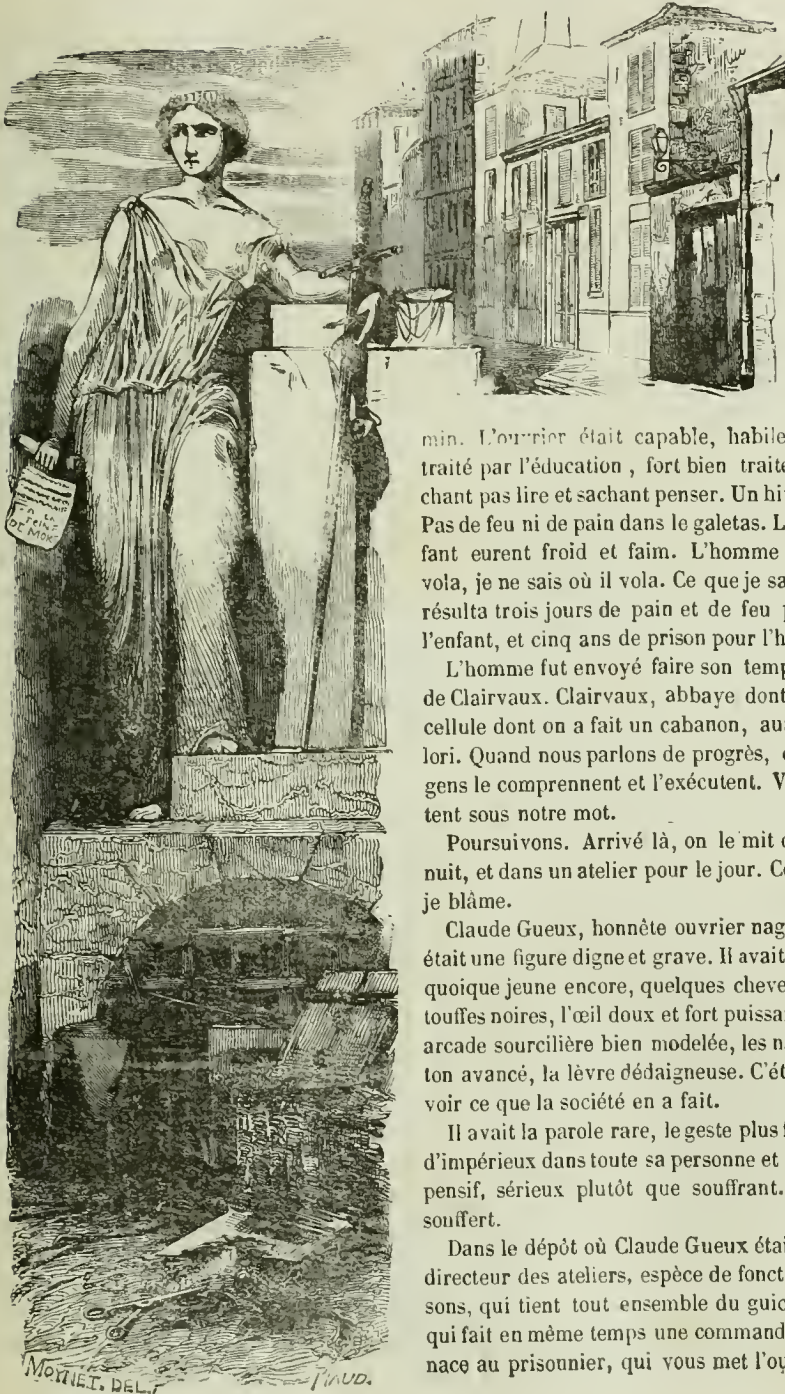 A LA
PEINE
DE MOR
min. L'ouvrier était capable, habile
traité par l'éducation , fort bien traité
chant pas lire et sachant penser. Un hi
Pas de feu ni de pain dans le galetas. L
fant eurent froid et faim. L'homme
vola, je ne sais où il vola. Ce que je sa
résulta trois jours de pain et de feu p
l'enfant, et cinq ans de prison pour l'h
L'homme fut envoyé faire son temp
de Clairvaux. Clairvaux, abbaye dont
cellule dont on a fait un cabanon, au
lori. Quand nous parlons de progrès, c
gens le comprennent et l'exécutent. V
tent sous notre mot.
Poursuivons. Arrivé là, on le mit d
nuit, et dans un atelier pour le jour. Ce
je blâme.
Claude Gueux, honnête ouvrier nag
était une figure digne et grave. Il avait
quoique jeune encore, quelques cheve
touffes noires, l'œil doux et fort puissa
arcade sourcilière bien modelée, les n
ton avancé, la lèvre dédaigneuse. C'ét
voir ce que la société en a fait.
Il avait la parole rare, le geste plus f
d'impérieux dans toute sa personne et
pensif, sérieux plutôt que souffrant.
souffert.
Dans le dépôt où Claude Gueux étai
directeur des ateliers, espèce de fonct
sons, qui tient tout ensemble du guic
qui fait en même temps une command
nace au prisonnier, qui vous met l'ou
MOYNET. DEL.
PIAUD.